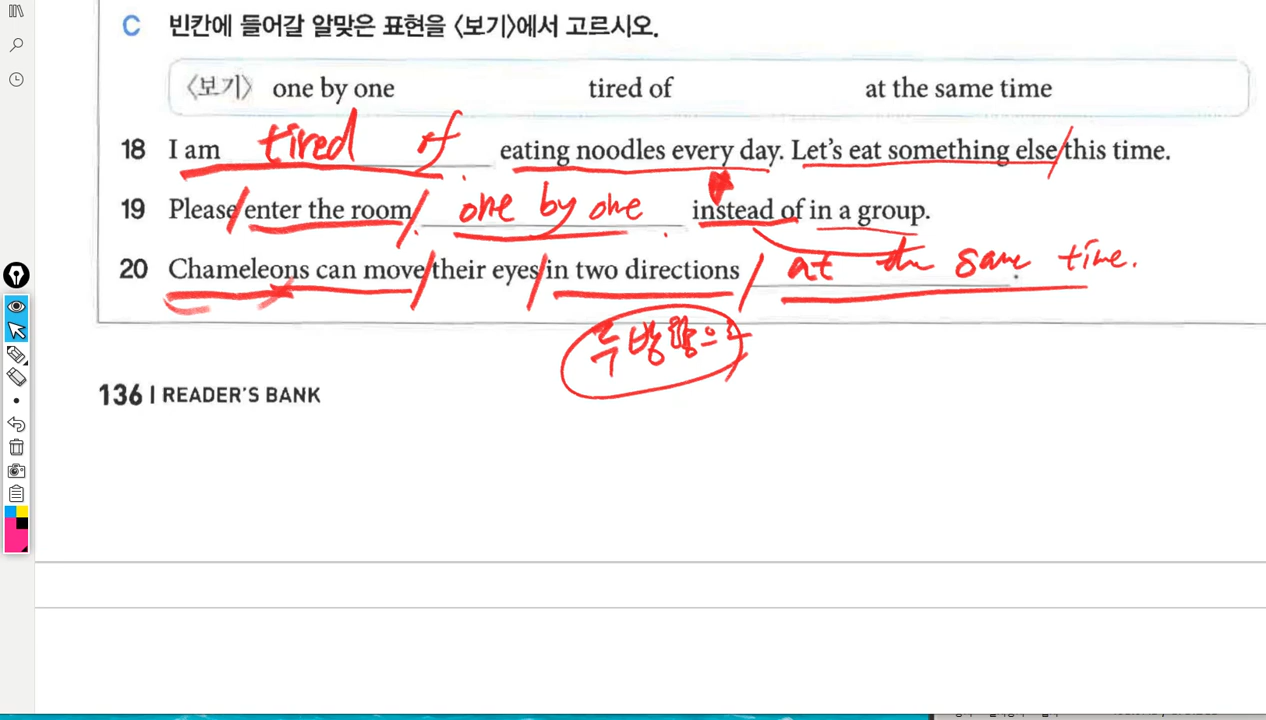 C 빈칸에 들어갈 알맞은 표현을 〈보기〉에서 고르시오.
〈보기〉 one by one tired of at the same time
18 I am tired of eating noodles every day. Let's eat something else/this time.
19 Please/enter the room/ one by one instead of in a group.
20 Chameleons can move/their eyes/in two directions / at the same time.
두 방향으로
136 | READER'S BANK